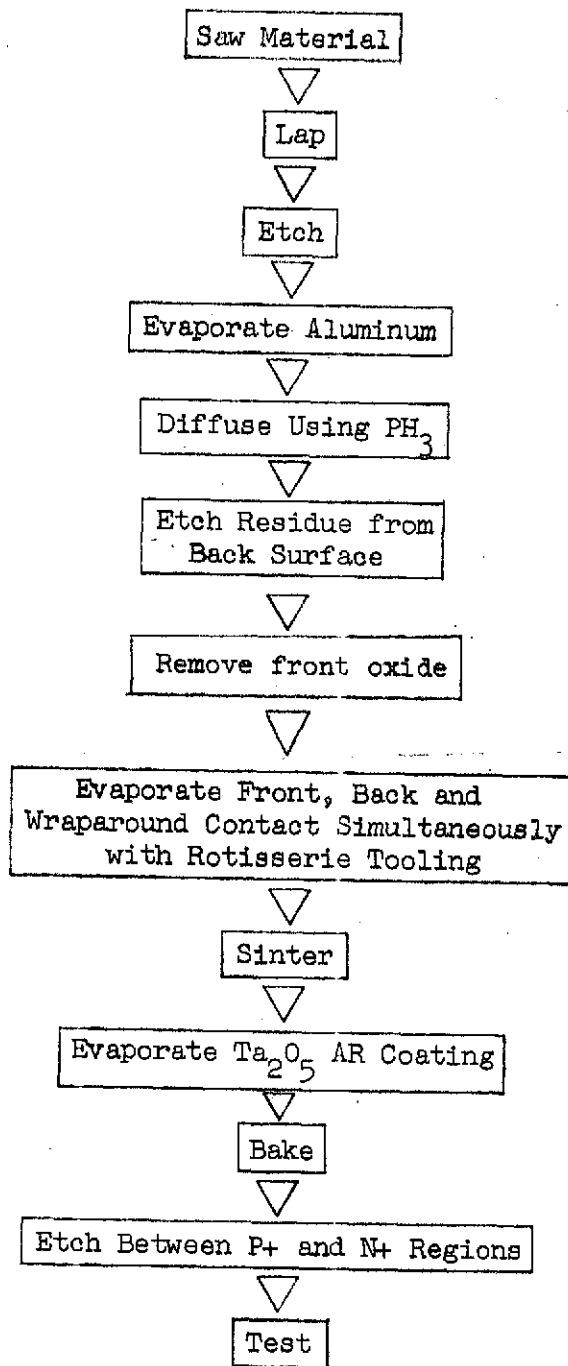 Saw Material
Lap
Etch
Evaporate Aluminum
Diffuse Using PH₃
Etch Residue from
Back Surface
Remove front oxide
Evaporate Front, Back and
Wraparound Contact Simultaneously
with Rotisserie Tooling
Sinter
Evaporate Ta₂O₅ AR Coating
Bake
Etch Between P+ and N+ Regions
Test